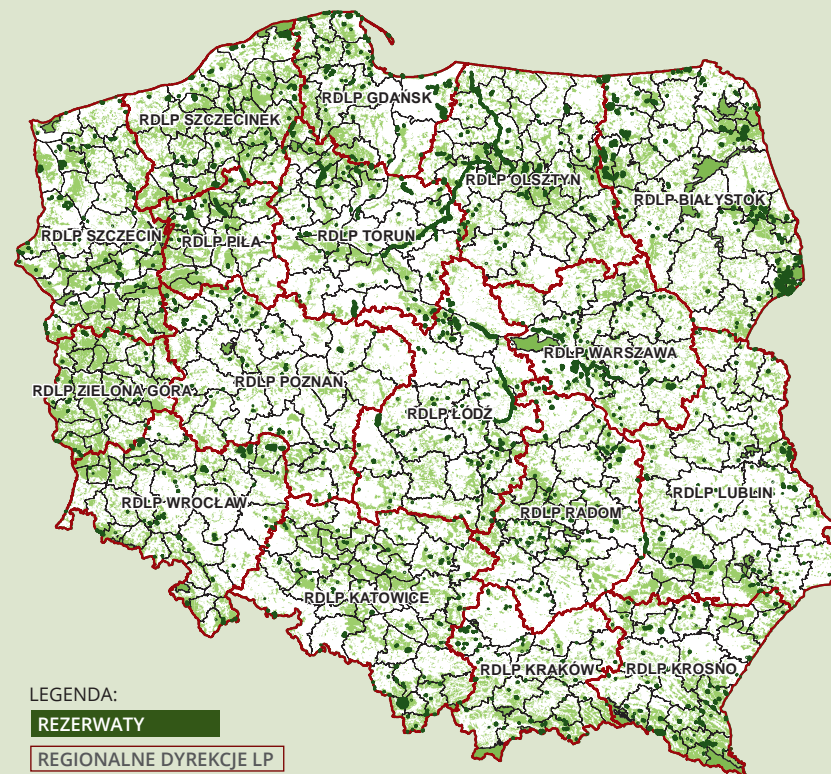 RDLP GDAŃSK
RDLP SZCZECINEK
RDLP OLSZTYN
RDLP BIAŁYSTOK
RDLP SZCZECIN
RDLP PIŁA
RDLP TORUŃ
RDLP WARSZAWA
RDLP ZIELONA GÓRA
RDLP POZNAŃ
RDLP ŁÓDŹ
RDLP WROCŁAW
RDLP RADOM
RDLP LUBLIN
RDLP KATOWICE
RDLP KRAKÓW
RDLP KROSNO
LEGENDA:
REZERWATY
REGIONALNE DYREKCJE LP